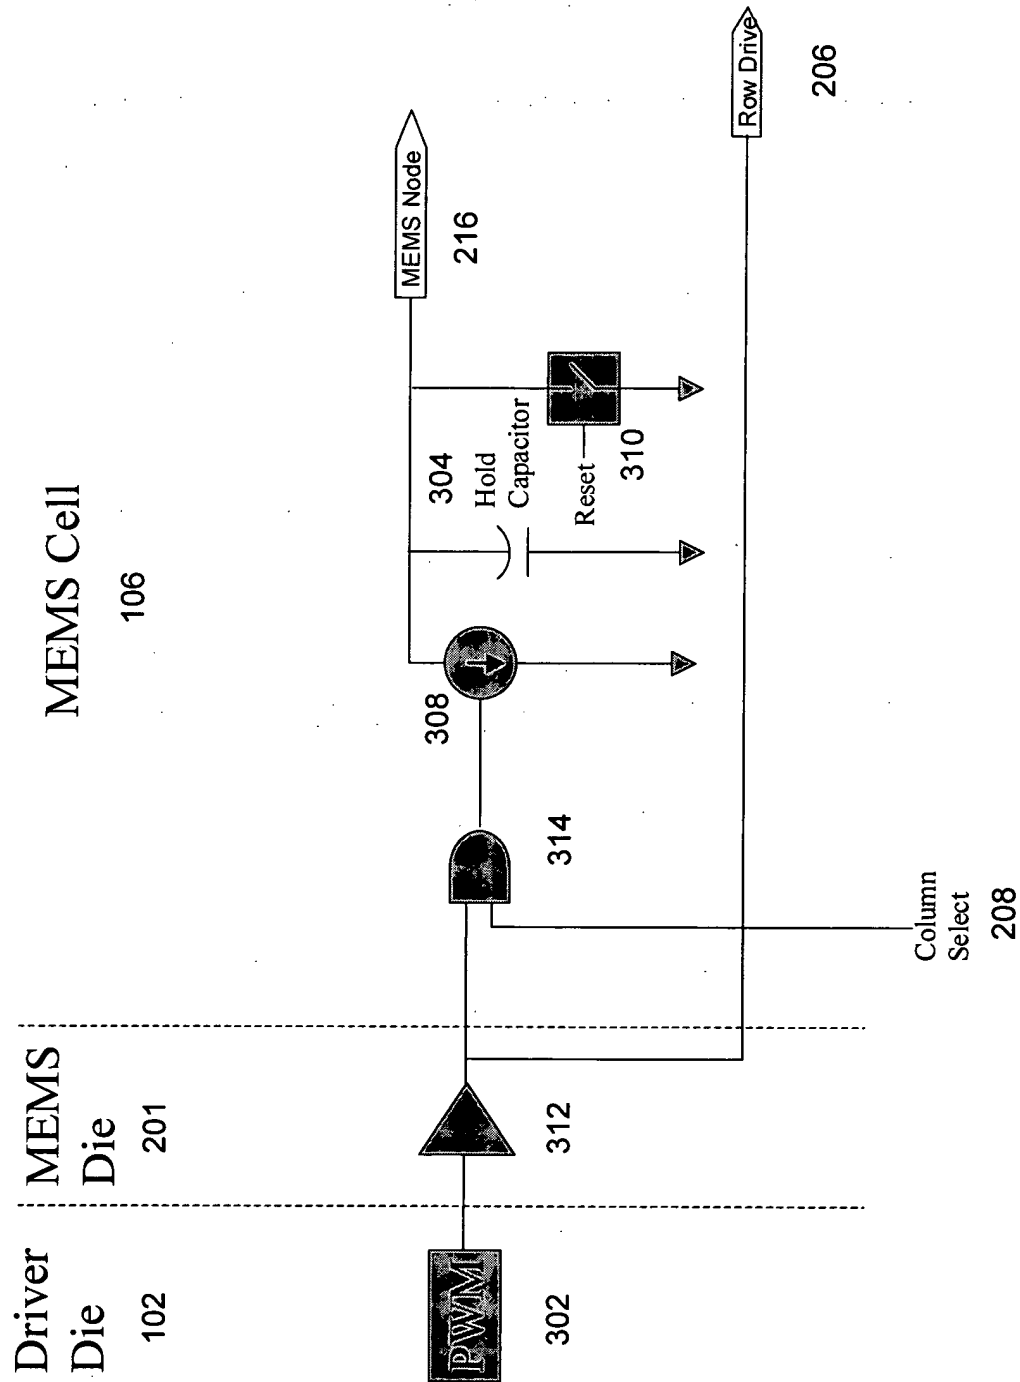 Driver
Die
102
MEMS
Die
201
MEMS Cell
106
PWM
302
312
314
308
304
Hold
Capacitor
Reset
310
MEMS Node
216
Row Drive
206
Column
Select
208